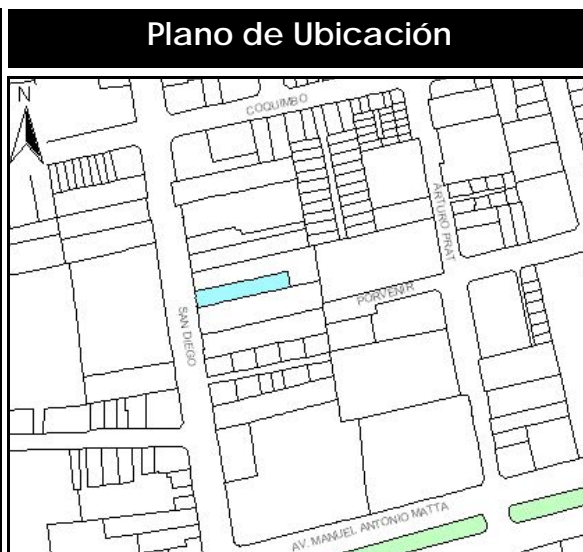 Plano de Ubicación
N
COQUIMBO
ARTURO PRAT
PORVENIR
SAN DIEGO
AV. MANUEL ANTONIO MATTA